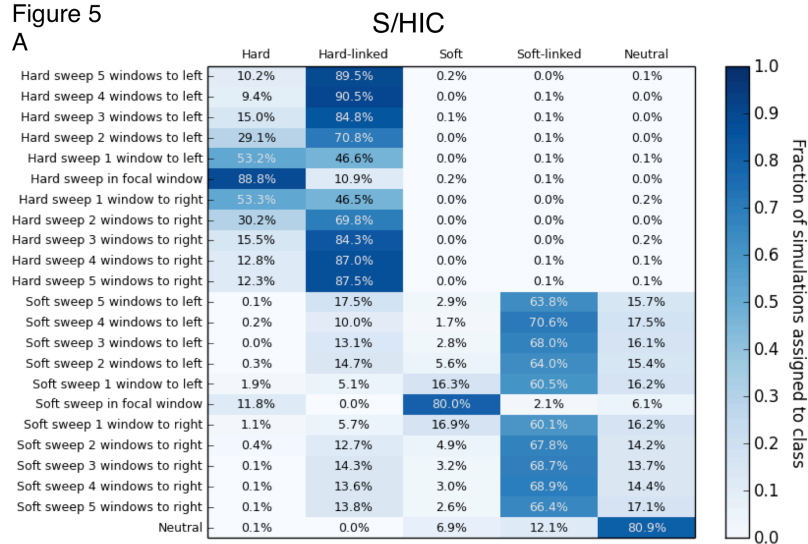 Figure 5
A
S/HIC
Hard Hard-linked Soft Soft-linked Neutral
Hard sweep 5 windows to left 10.2% 89.5% 0.2% 0.0% 0.1%
Hard sweep 4 windows to left 9.4% 90.5% 0.0% 0.1% 0.0%
Hard sweep 3 windows to left 15.0% 84.8% 0.1% 0.1% 0.0%
Hard sweep 2 windows to left 29.1% 70.8% 0.0% 0.1% 0.0%
Hard sweep 1 window to left 53.2% 46.6% 0.0% 0.1% 0.1%
Hard sweep in focal window 88.8% 10.9% 0.2% 0.1% 0.0%
Hard sweep 1 window to right 53.3% 46.5% 0.0% 0.0% 0.2%
Hard sweep 2 windows to right 30.2% 69.8% 0.0% 0.0% 0.0%
Hard sweep 3 windows to right 15.5% 84.3% 0.0% 0.0% 0.2%
Hard sweep 4 windows to right 12.8% 87.0% 0.0% 0.1% 0.1%
Hard sweep 5 windows to right 12.3% 87.5% 0.0% 0.1% 0.1%
Soft sweep 5 windows to left 0.1% 17.5% 2.9% 63.8% 15.7%
Soft sweep 4 windows to left 0.2% 10.0% 1.7% 70.6% 17.5%
Soft sweep 3 windows to left 0.0% 13.1% 2.8% 68.0% 16.1%
Soft sweep 2 windows to left 0.3% 14.7% 5.6% 64.0% 15.4%
Soft sweep 1 window to left 1.9% 5.1% 16.3% 60.5% 16.2%
Soft sweep in focal window 11.8% 0.0% 80.0% 2.1% 6.1%
Soft sweep 1 window to right 1.1% 5.7% 16.9% 60.1% 16.2%
Soft sweep 2 windows to right 0.4% 12.7% 4.9% 67.8% 14.2%
Soft sweep 3 windows to right 0.1% 14.3% 3.2% 68.7% 13.7%
Soft sweep 4 windows to right 0.1% 13.6% 3.0% 68.9% 14.4%
Soft sweep 5 windows to right 0.1% 13.8% 2.6% 66.4% 17.1%
Neutral 0.1% 0.0% 6.9% 12.1% 80.9%
1.0
0.9
0.8
0.7
0.6
0.5
0.4
0.3
0.2
0.1
0.0
Fraction of simulations assigned to class